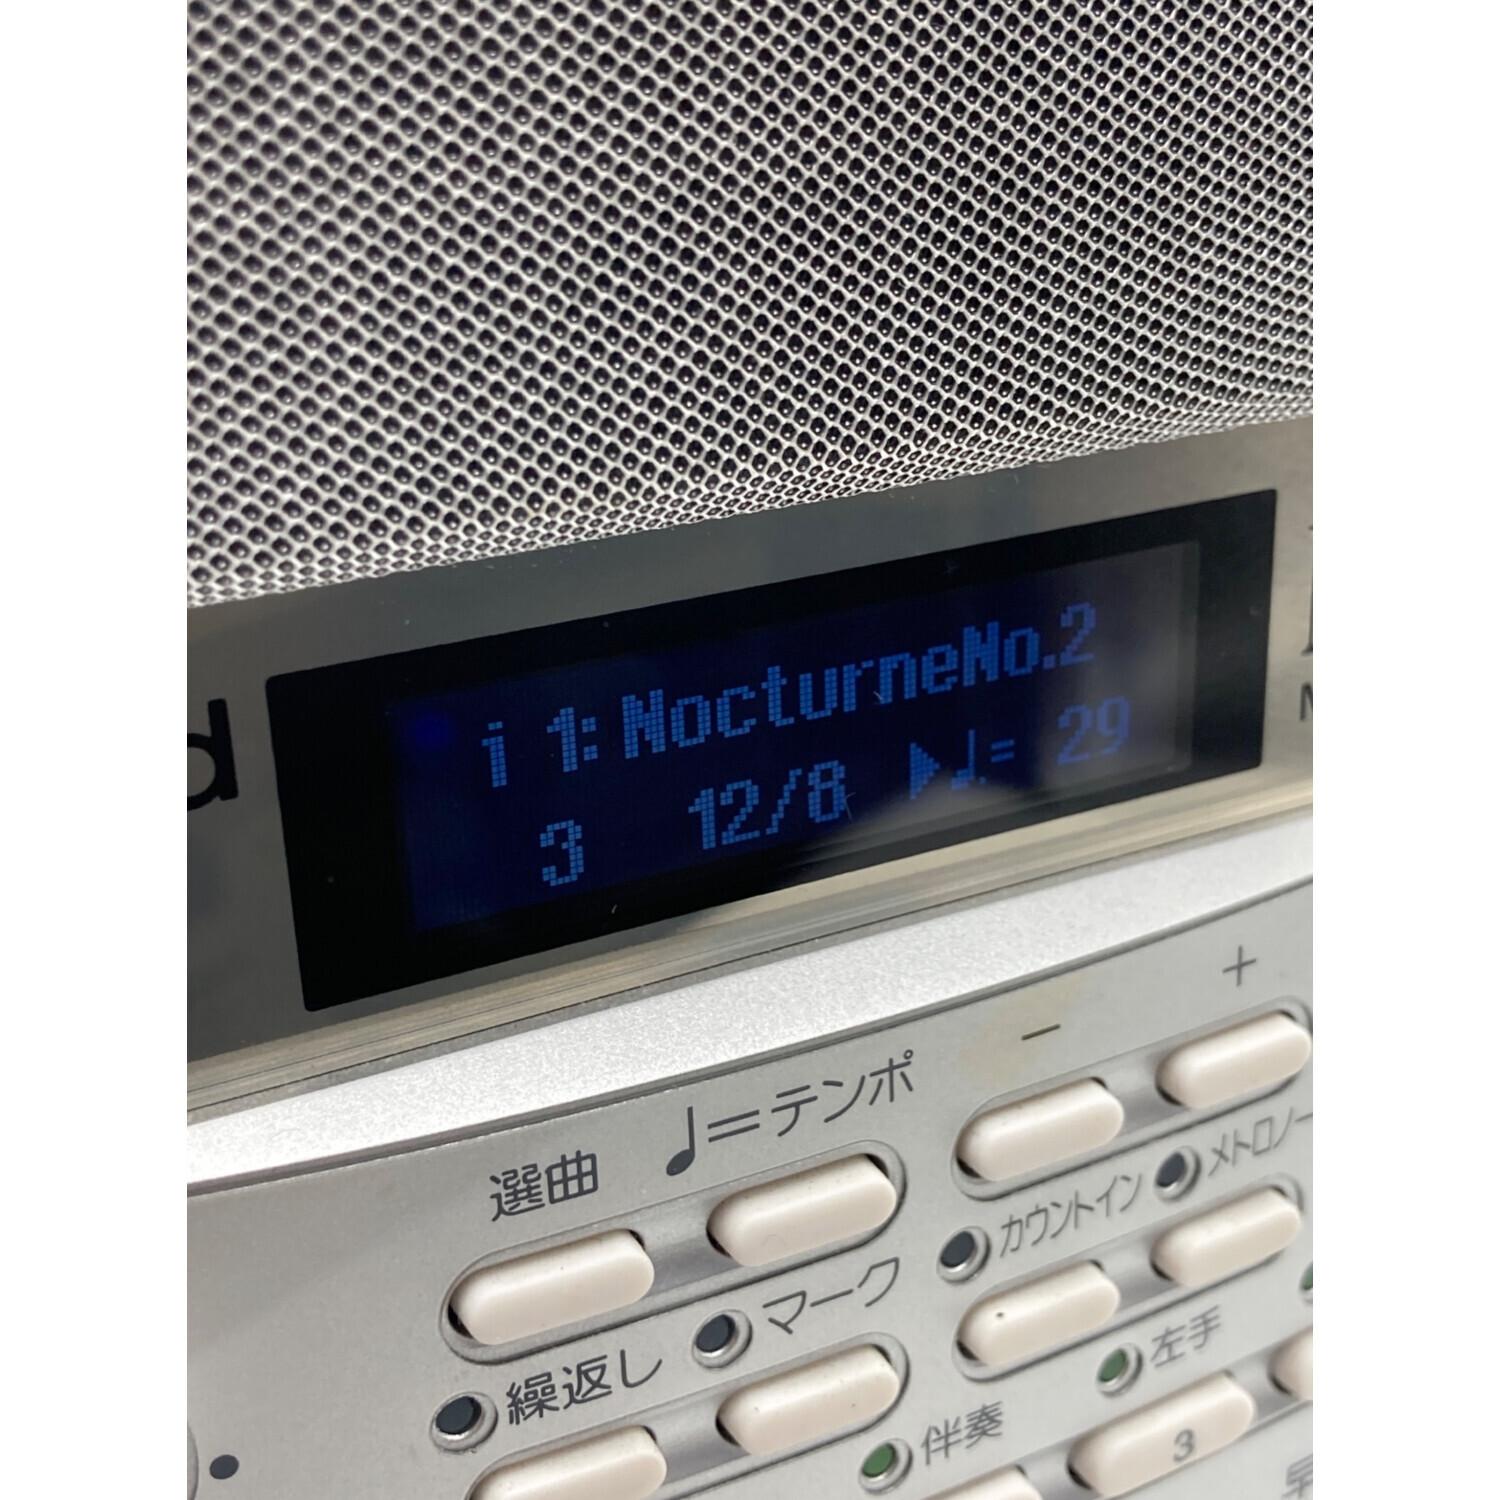 i 1:NocturneNo.2
3 12/8 ▶♩.= 29
d
M
− +
選曲 ♩=テンポ
カウントイン メトロノー
繰返し マーク
伴奏 左手
3